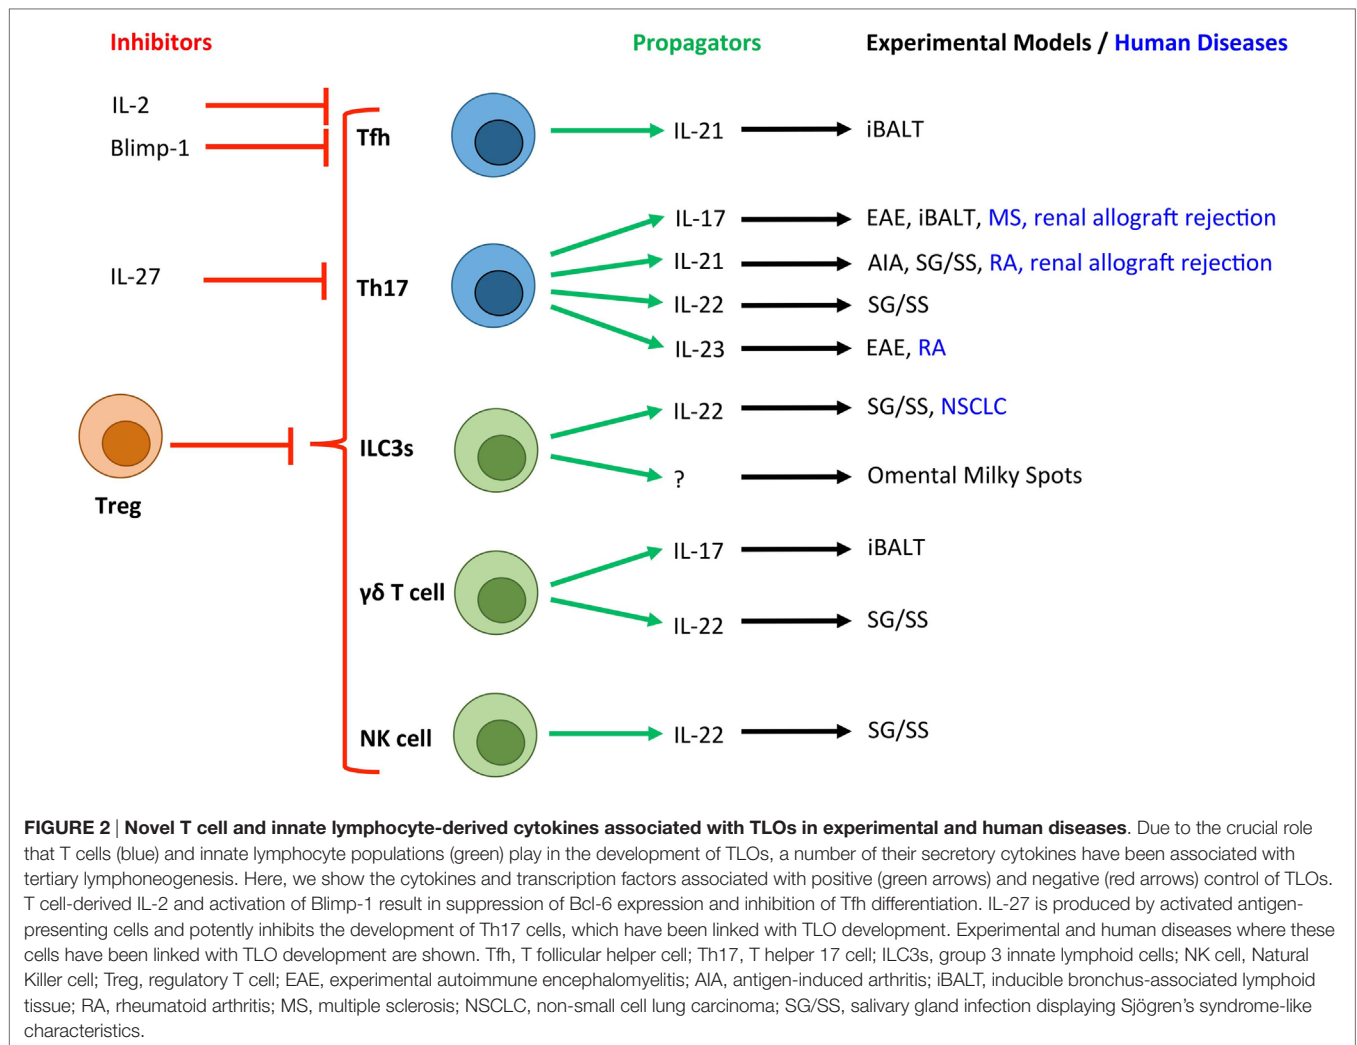 Inhibitors Propagators Experimental Models / Human Diseases
IL-2
Blimp-1
Tfh
IL-21 iBALT
IL-27
Th17
IL-17 EAE, iBALT, MS, renal allograft rejection
IL-21 AIA, SG/SS, RA, renal allograft rejection
IL-22 SG/SS
IL-23 EAE, RA
Treg
ILC3s
IL-22 SG/SS, NSCLC
? Omental Milky Spots
γδ T cell
IL-17 iBALT
IL-22 SG/SS
NK cell
IL-22 SG/SS
FIGURE 2 | Novel T cell and innate lymphocyte-derived cytokines associated with TLOs in experimental and human diseases. Due to the crucial role
that T cells (blue) and innate lymphocyte populations (green) play in the development of TLOs, a number of their secretory cytokines have been associated with
tertiary lymphoneogenesis. Here, we show the cytokines and transcription factors associated with positive (green arrows) and negative (red arrows) control of TLOs.
T cell-derived IL-2 and activation of Blimp-1 result in suppression of Bcl-6 expression and inhibition of Tfh differentiation. IL-27 is produced by activated antigen-
presenting cells and potently inhibits the development of Th17 cells, which have been linked with TLO development. Experimental and human diseases where these
cells have been linked with TLO development are shown. Tfh, T follicular helper cell; Th17, T helper 17 cell; ILC3s, group 3 innate lymphoid cells; NK cell, Natural
Killer cell; Treg, regulatory T cell; EAE, experimental autoimmune encephalomyelitis; AIA, antigen-induced arthritis; iBALT, inducible bronchus-associated lymphoid
tissue; RA, rheumatoid arthritis; MS, multiple sclerosis; NSCLC, non-small cell lung carcinoma; SG/SS, salivary gland infection displaying Sjögren's syndrome-like
characteristics.